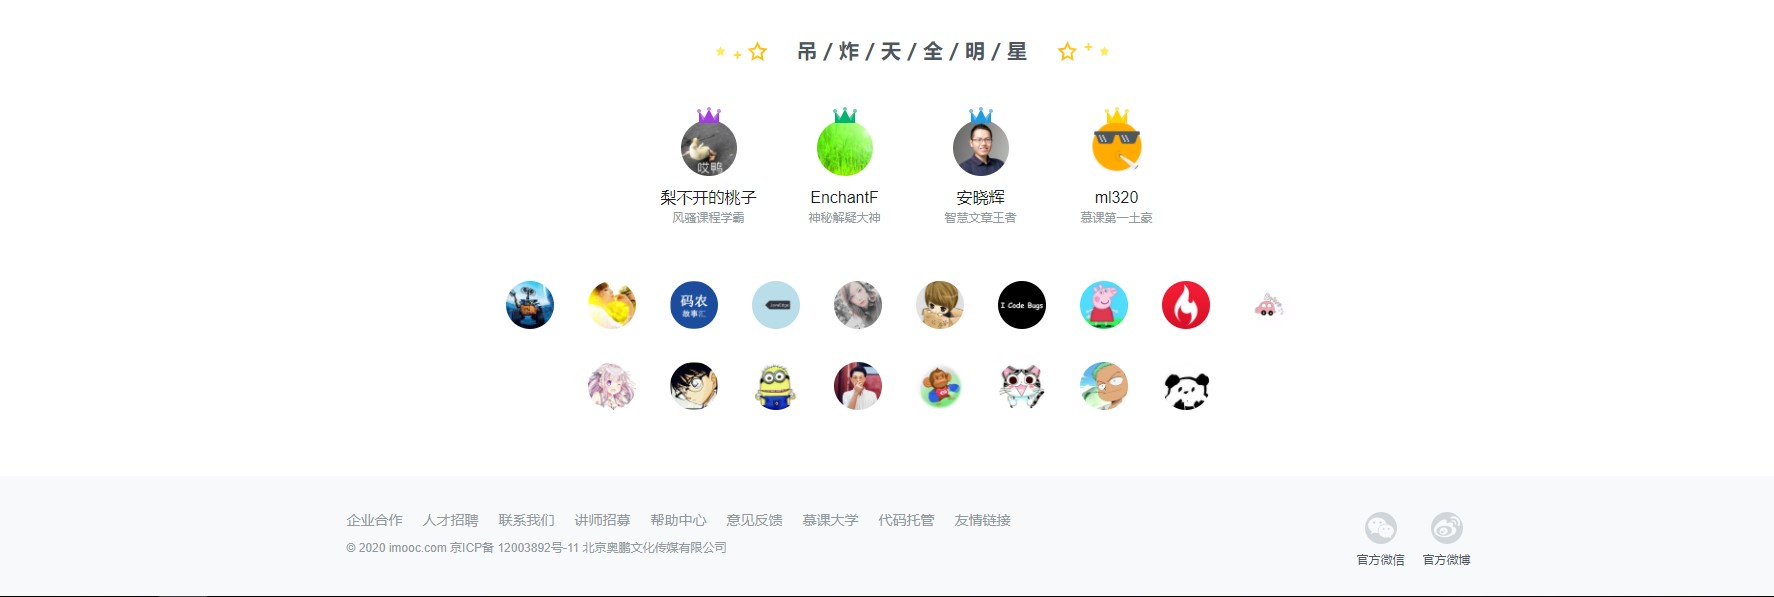 吊 / 炸 / 天 / 全 / 明 / 星
哎鸭
梨不开的桃子
风骚课程学霸
EnchantF
神秘解疑大神
安晓辉
智慧文章王者
ml320
慕课第一土豪
码农
故事汇
I Code Bugs
企业合作 人才招聘 联系我们 讲师招募 帮助中心 意见反馈 慕课大学 代码托管 友情链接
© 2020 imooc.com 京ICP备 12003892号-11 北京奥鹏文化传媒有限公司
官方微信
官方微博